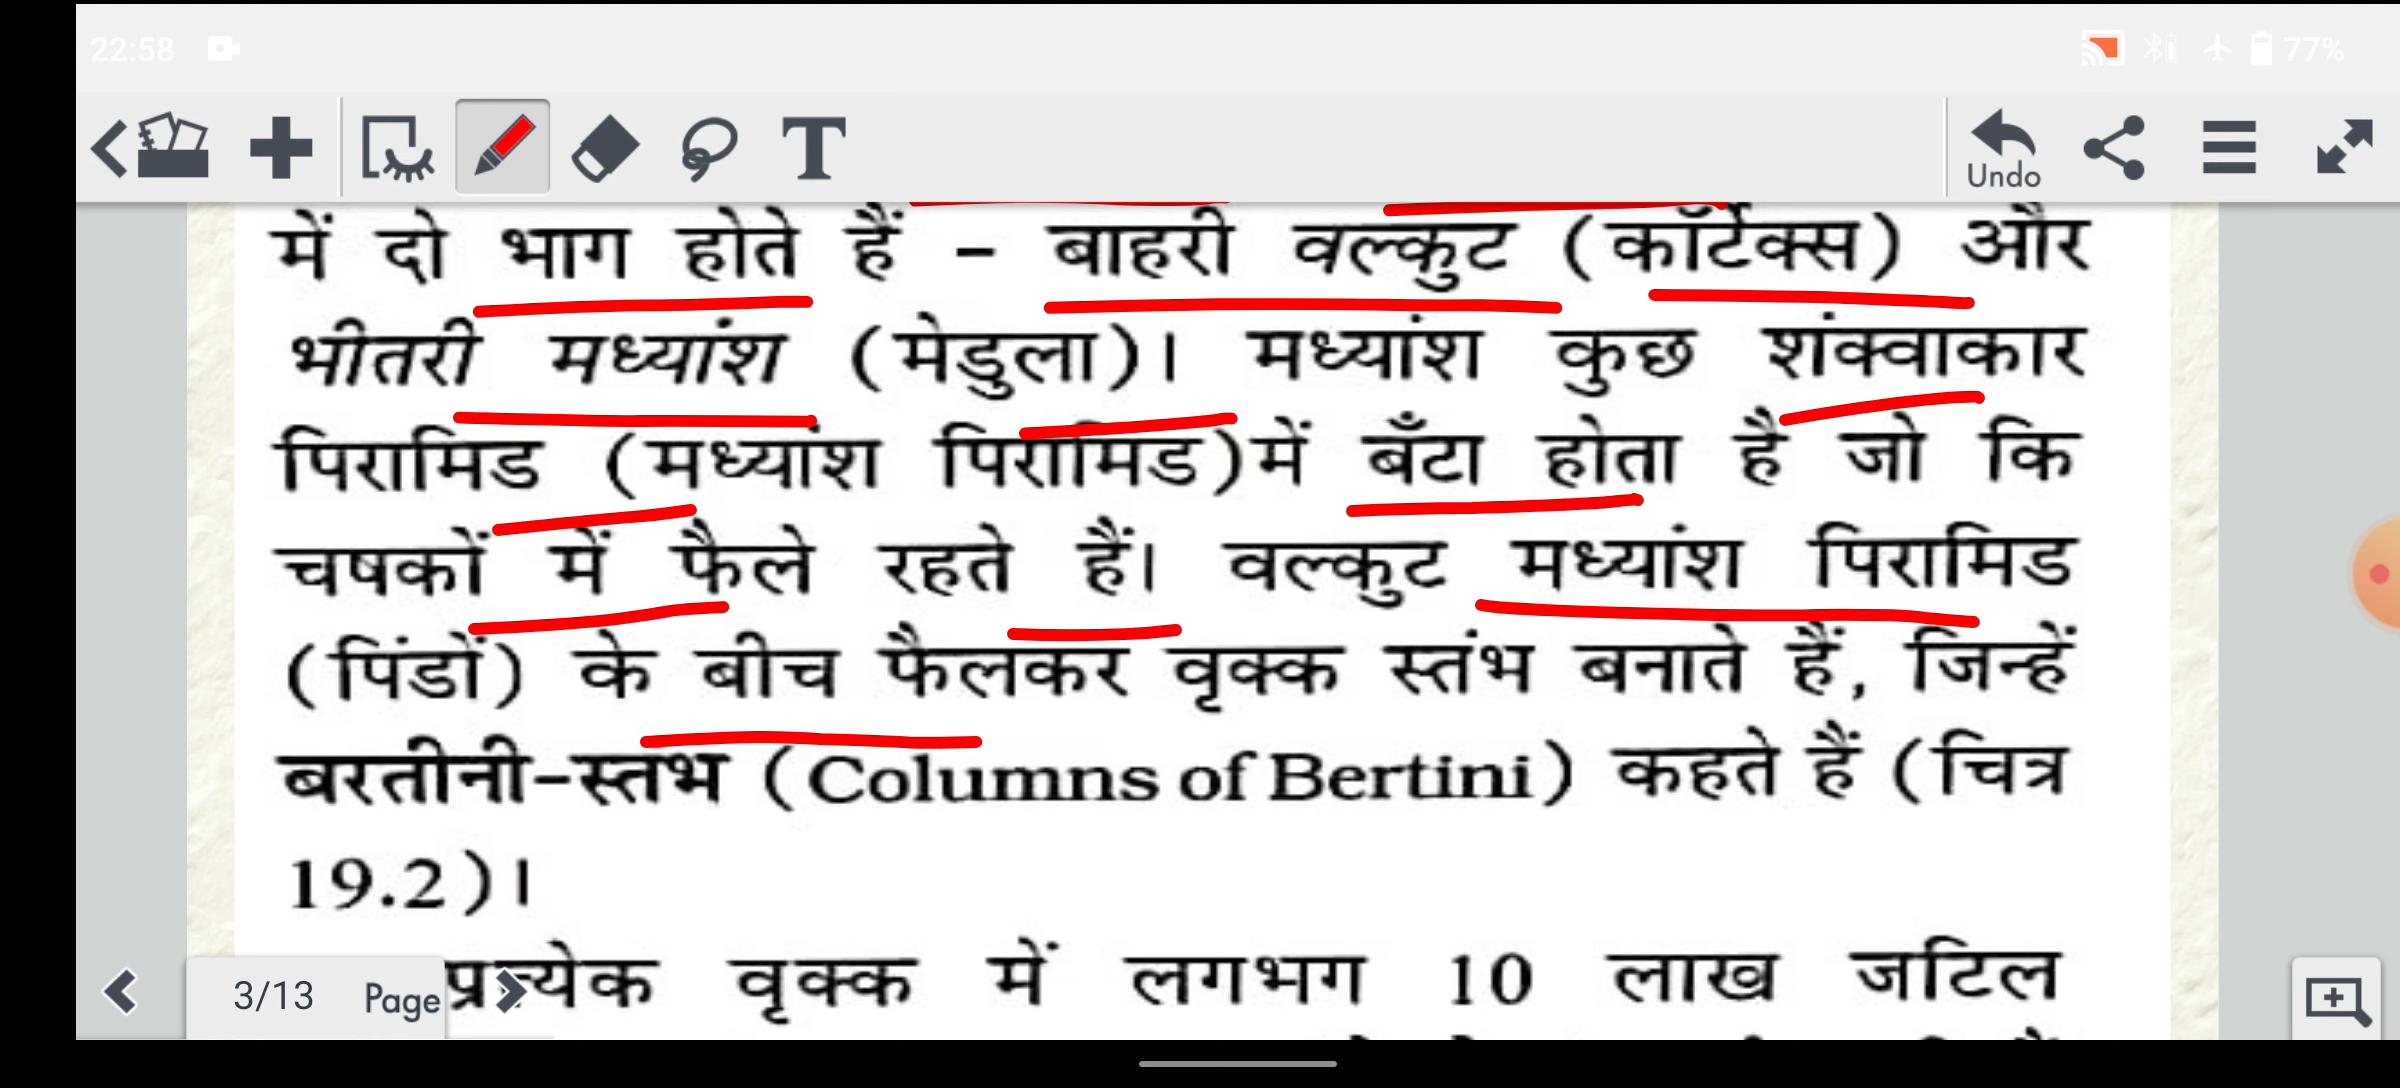 22:58
77%
T
Undo
में दो भाग होते हैं – बाहरी वल्कुट (कॉर्टेक्स) और
भीतरी मध्यांश (मेडुला)। मध्यांश कुछ शंक्वाकार
पिरामिड (मध्यांश पिरामिड)में बँटा होता है जो कि
चषकों में फैले रहते हैं। वल्कुट मध्यांश पिरामिड
(पिंडों) के बीच फैलकर वृक्क स्तंभ बनाते हैं, जिन्हें
बरतीनी-स्तभ (Columns of Bertini) कहते हैं (चित्र
19.2)।
प्रत्येक वृक्क में लगभग 10 लाख जटिल
3/13 Page